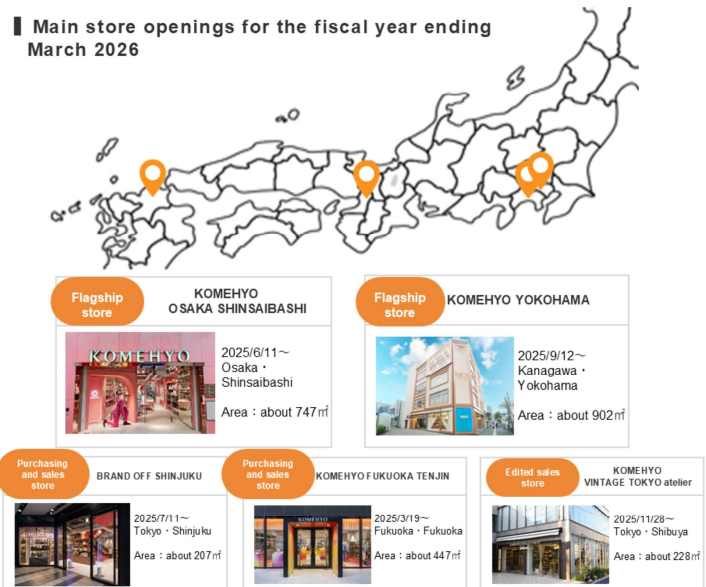 Main store openings for the fiscal year ending
March 2026
Flagship
store
KOMEHYO
OSAKA SHINSAIBASHI
KOMEHYO
2025/6/11～
Osaka・
Shinsaibashi
Area：about 747㎡
Flagship
store
KOMEHYO YOKOHAMA
2025/9/12～
Kanagawa・
Yokohama
Area：about 902㎡
Purchasing
and sales
store
BRAND OFF SHINJUKU
2025/7/11～
Tokyo・Shinjuku
Area：about 207㎡
Purchasing
and sales
store
KOMEHYO FUKUOKA TENJIN
KOMEHYO
2025/3/19～
Fukuoka・Fukuoka
Area：about 447㎡
Edited sales
store
KOMEHYO
VINTAGE TOKYO atelier
2025/11/28～
Tokyo・Shibuya
Area：about 228㎡